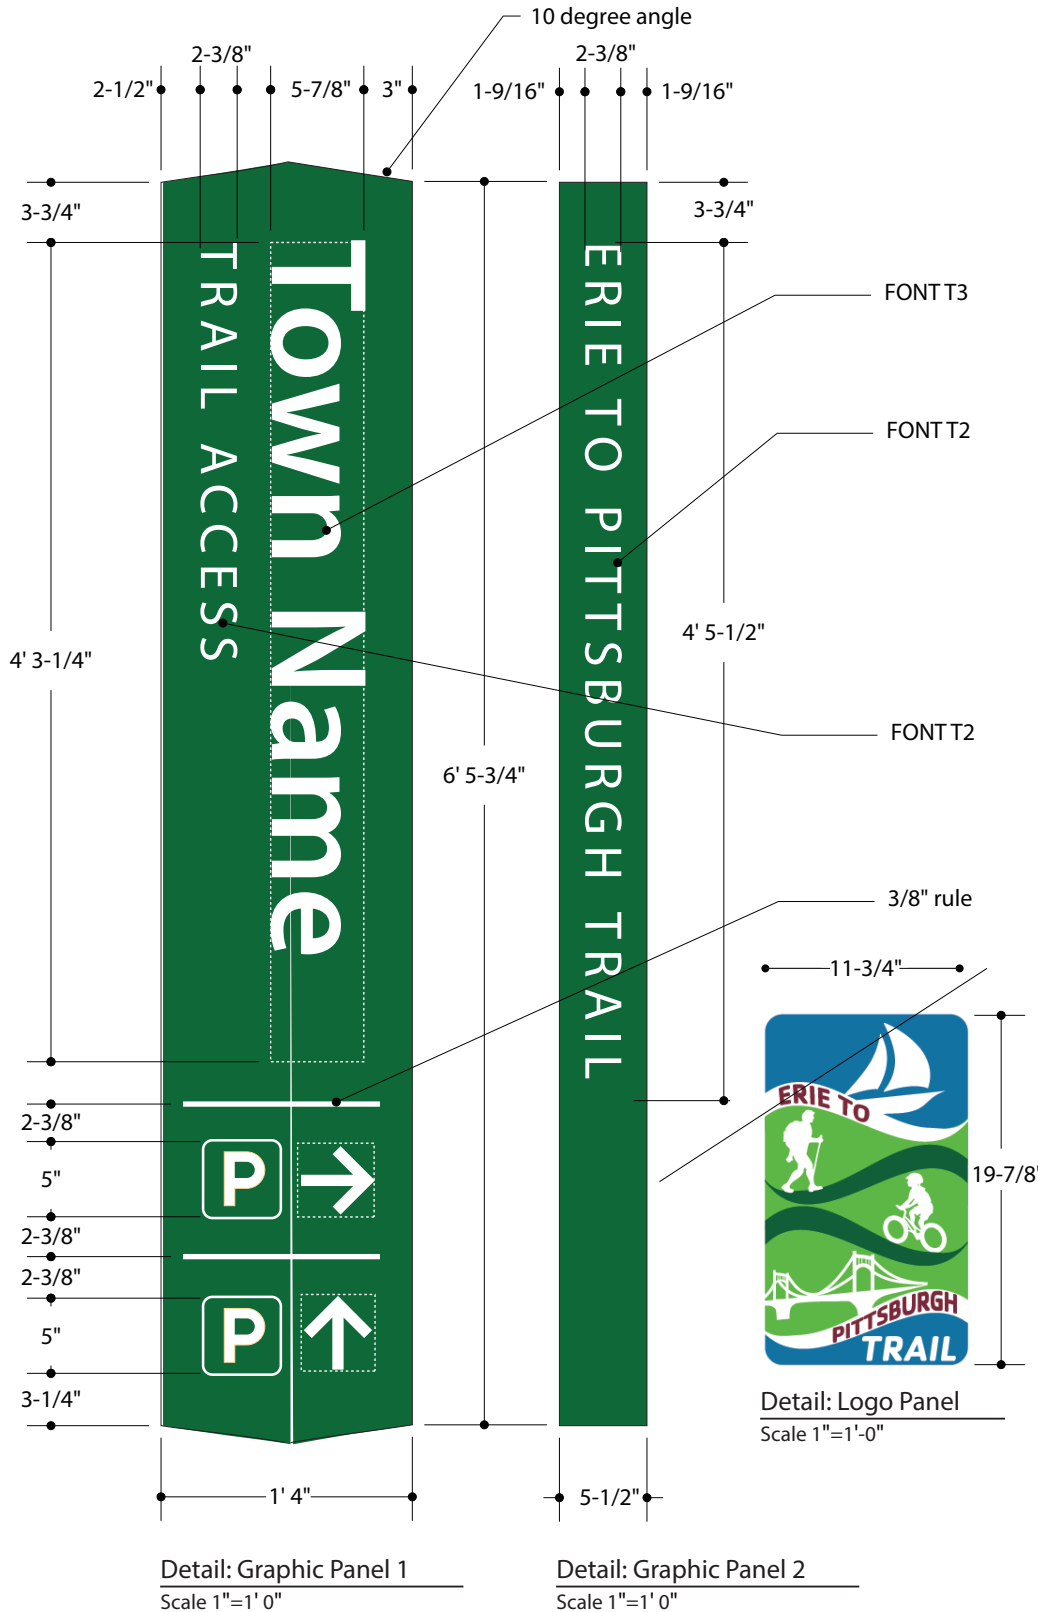 10 degree angle
2-3/8"
2-3/8"
2-1/2"
5-7/8"
3"
1-9/16"
1-9/16"
3-3/4"
3-3/4"
Town Name
TRAIL ACCESS
ERIE TO PITTSBURGH TRAIL
FONT T3
FONT T2
4' 5-1/2"
4' 3-1/4"
FONT T2
6' 5-3/4"
3/8" rule
11-3/4"
ERIE TO
2-3/8"
5"
P
19-7/8"
2-3/8"
2-3/8"
5"
P
PITTSBURGH
TRAIL
3-1/4"
Detail: Logo Panel
Scale 1"=1'-0"
1' 4"
5-1/2"
Detail: Graphic Panel 1
Scale 1"=1' 0"
Detail: Graphic Panel 2
Scale 1"=1' 0"